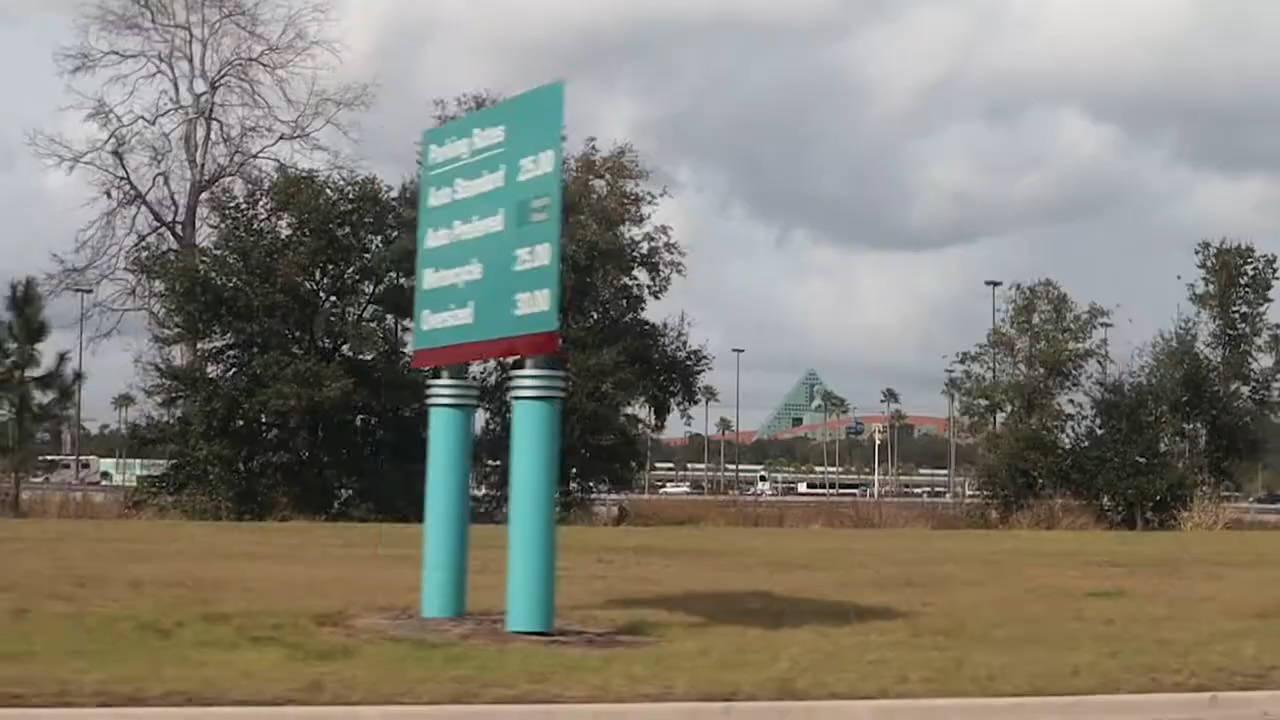 Parking Rates
Auto Standard 25.00
Auto Preferred
Motorcycle 25.00
Oversized 30.00